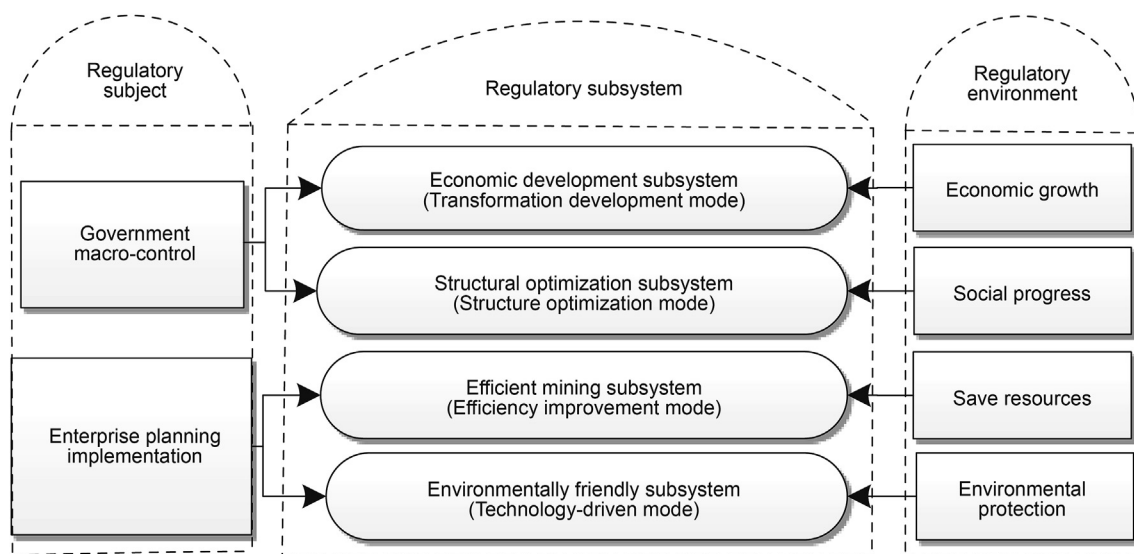 Regulatory
subject
Regulatory subsystem
Regulatory
environment
Government
macro-control
Enterprise planning
implementation
Economic development subsystem
(Transformation development mode)
Structural optimization subsystem
(Structure optimization mode)
Efficient mining subsystem
(Efficiency improvement mode)
Environmentally friendly subsystem
(Technology-driven mode)
Economic growth
Social progress
Save resources
Environmental
protection